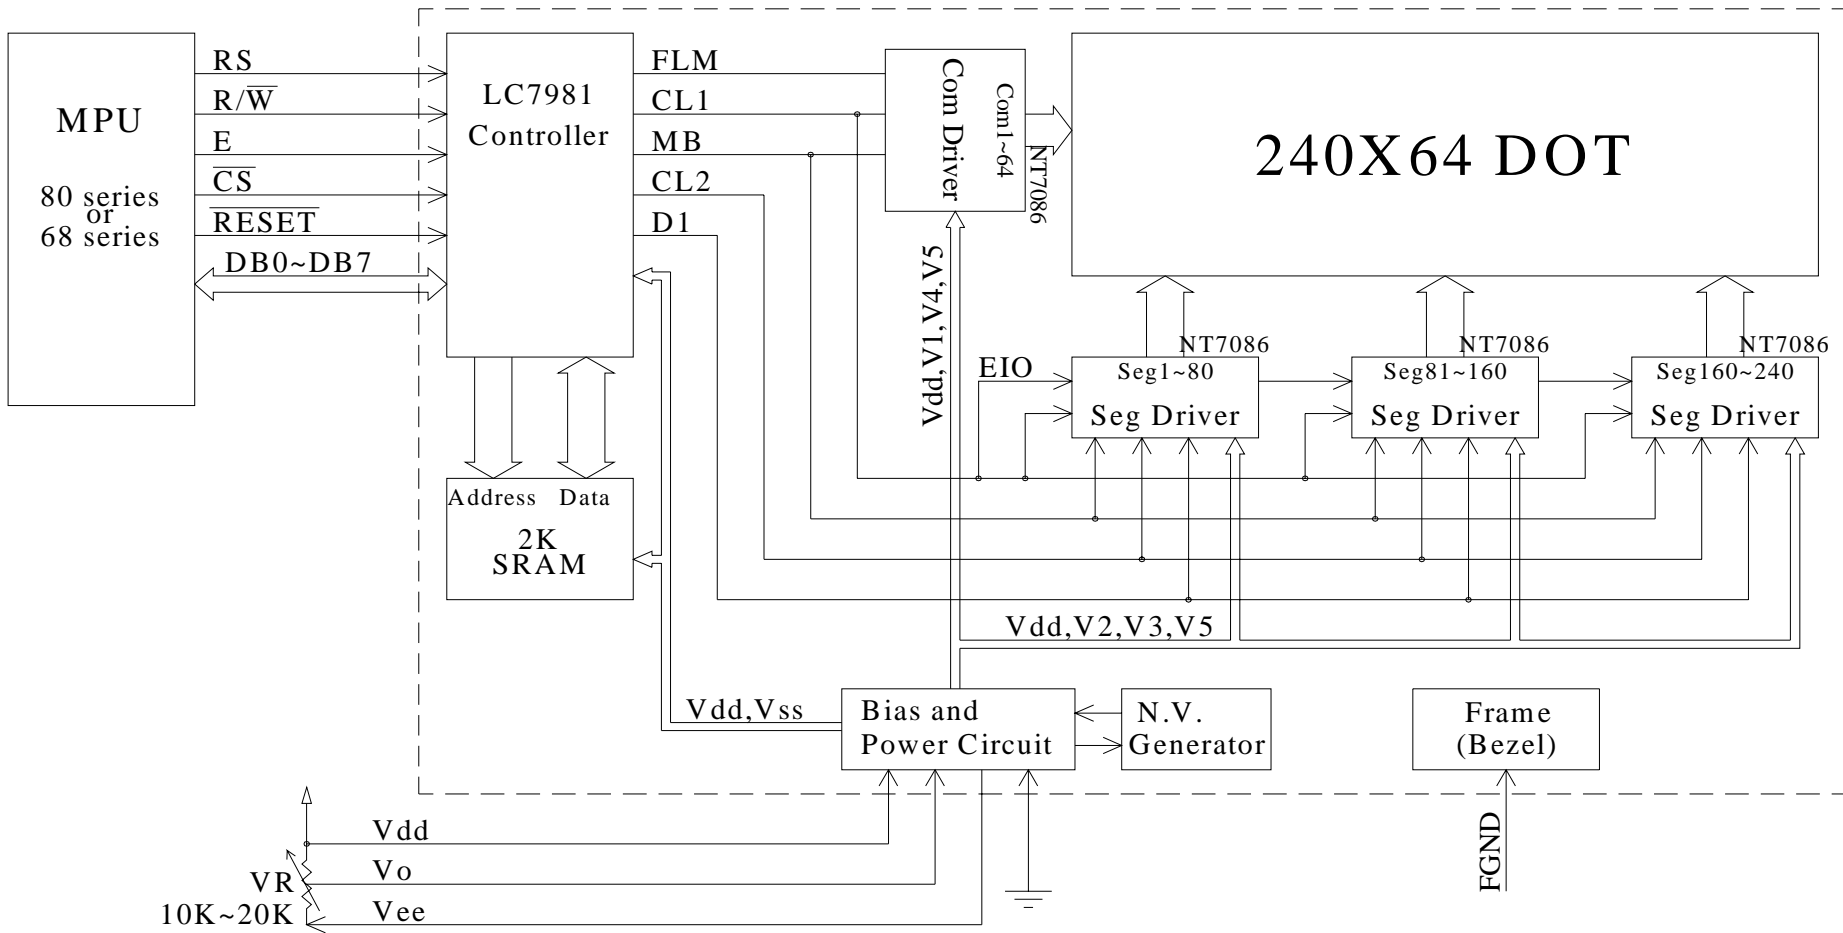 MPU
80 series
or
68 series
RS
R/W̅
E
C̅S̅
R̅E̅S̅E̅T̅
DB0~DB7
LC7981
Controller
FLM
CL1
MB
CL2
D1
Com Driver
Com1~64
NT7086
240X64 DOT
Vdd,V1,V4,V5
EIO
NT7086
Seg1~80
Seg Driver
NT7086
Seg81~160
Seg Driver
NT7086
Seg160~240
Seg Driver
Address Data
2K
SRAM
Vdd,V2,V3,V5
Vdd,Vss
Bias and
Power Circuit
N.V.
Generator
Frame
(Bezel)
FGND
Vdd
VR
Vo
10K~20K
Vee